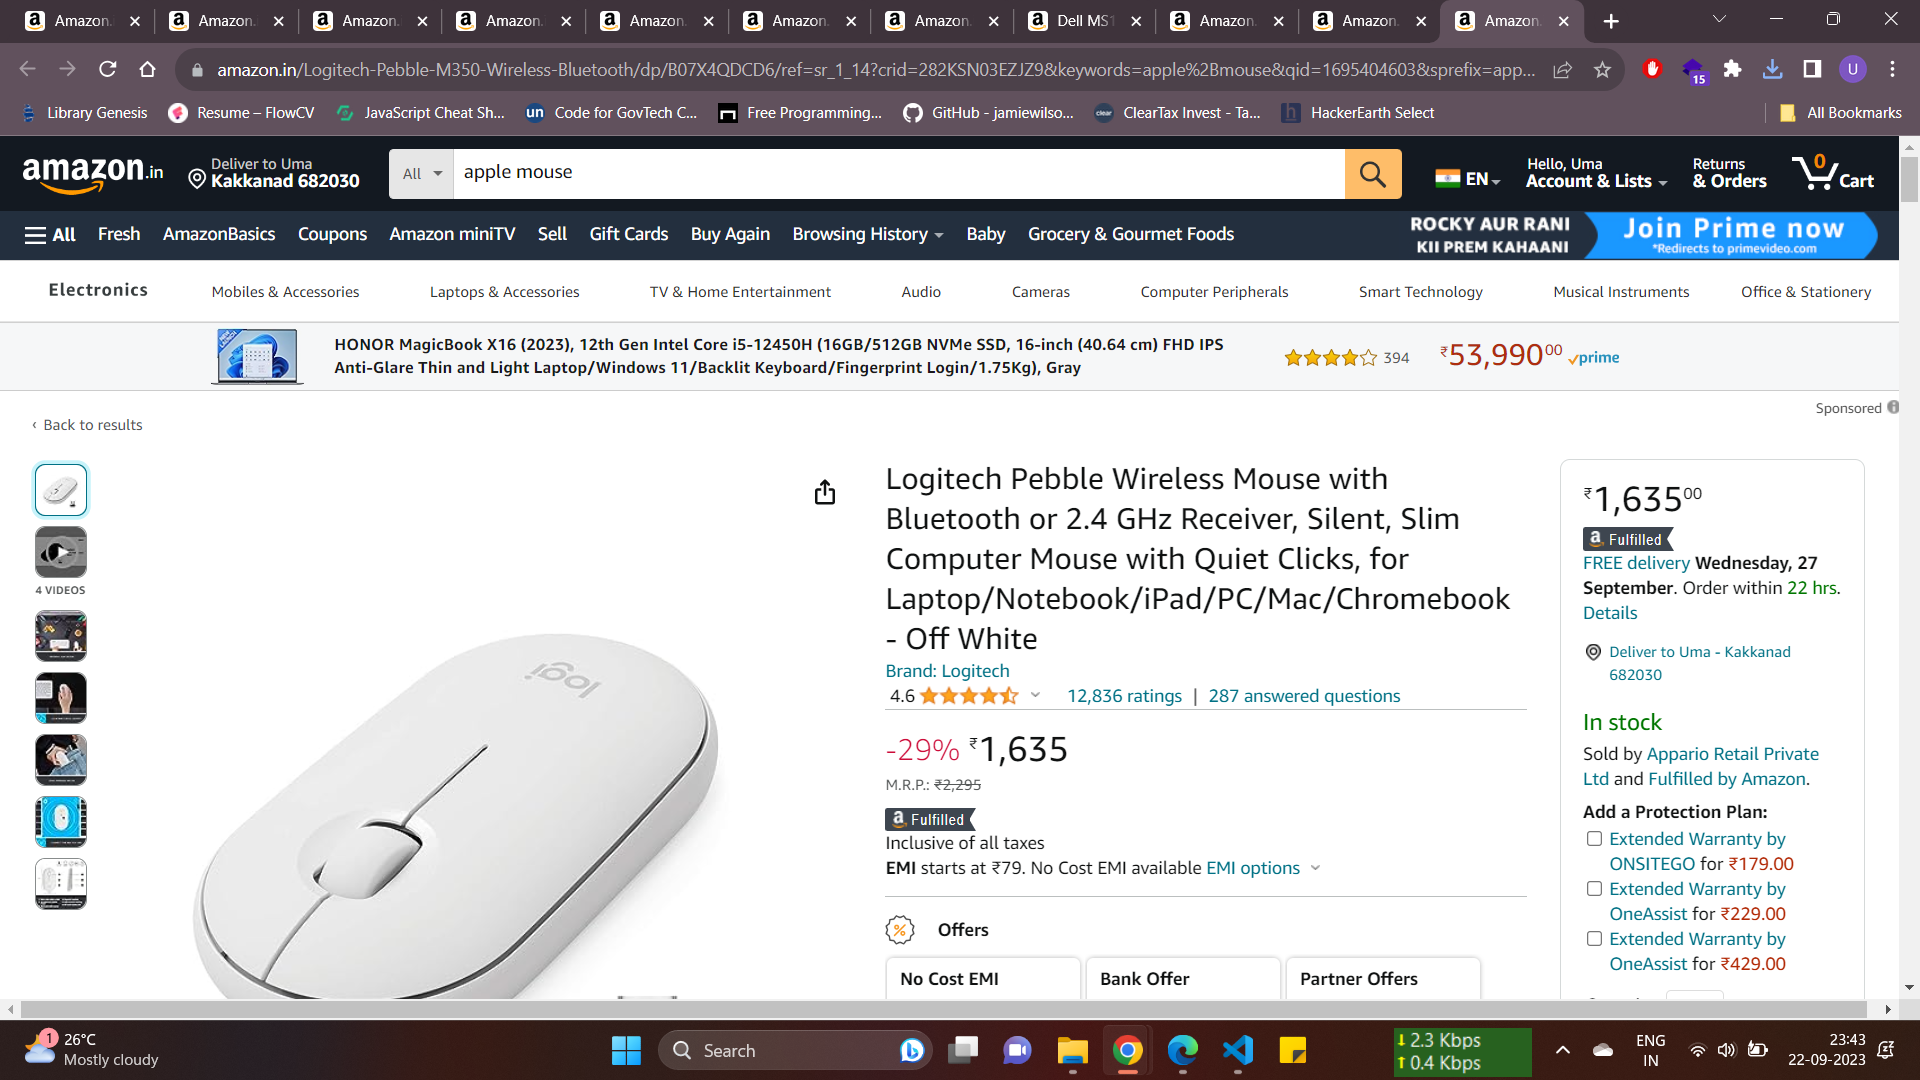 Amazon. Amazon. Amazon. Amazon. Amazon. Amazon. Amazon. Dell MS1 Amazon. Amazon. Amazon.
amazon.in/Logitech-Pebble-M350-Wireless-Bluetooth/dp/B07X4QDCD6/ref=sr_1_14?crid=282KSN03EZJZ9&keywords=apple%2Bmouse&qid=1695404603&sprefix=app... 15 U
Library Genesis Resume – FlowCV JavaScript Cheat Sh... un Code for GovTech C... Free Programming... GitHub - jamiewilso... clear ClearTax Invest - Ta... h HackerEarth Select All Bookmarks
amazon.in
Deliver to Uma
Kakkanad 682030
All apple mouse
EN
Hello, Uma
Account & Lists
Returns
& Orders
0 Cart
All Fresh AmazonBasics Coupons Amazon miniTV Sell Gift Cards Buy Again Browsing History Baby Grocery & Gourmet Foods
ROCKY AUR RANI
KII PREM KAHAANI
Join Prime now
*Redirects to primevideo.com
Electronics Mobiles & Accessories Laptops & Accessories TV & Home Entertainment Audio Cameras Computer Peripherals Smart Technology Musical Instruments Office & Stationery
HONOR MagicBook X16 (2023), 12th Gen Intel Core i5-12450H (16GB/512GB NVMe SSD, 16-inch (40.64 cm) FHD IPS
Anti-Glare Thin and Light Laptop/Windows 11/Backlit Keyboard/Fingerprint Login/1.75Kg), Gray
394 ₹53,99000 prime
Sponsored
‹ Back to results
4 VIDEOS
logi
Logitech Pebble Wireless Mouse with
Bluetooth or 2.4 GHz Receiver, Silent, Slim
Computer Mouse with Quiet Clicks, for
Laptop/Notebook/iPad/PC/Mac/Chromebook
- Off White
Brand: Logitech
4.6 12,836 ratings | 287 answered questions
-29% ₹1,635
M.R.P.: ₹2,295
a Fulfilled
Inclusive of all taxes
EMI starts at ₹79. No Cost EMI available EMI options
% Offers
No Cost EMI Bank Offer Partner Offers
₹1,63500
a Fulfilled
FREE delivery Wednesday, 27
September. Order within 22 hrs.
Details
Deliver to Uma - Kakkanad
682030
In stock
Sold by Appario Retail Private
Ltd and Fulfilled by Amazon.
Add a Protection Plan:
Extended Warranty by
ONSITEGO for ₹179.00
Extended Warranty by
OneAssist for ₹229.00
Extended Warranty by
OneAssist for ₹429.00
1
26°C
Mostly cloudy
Search
2.3 Kbps
0.4 Kbps
ENG
IN
23:43
22-09-2023